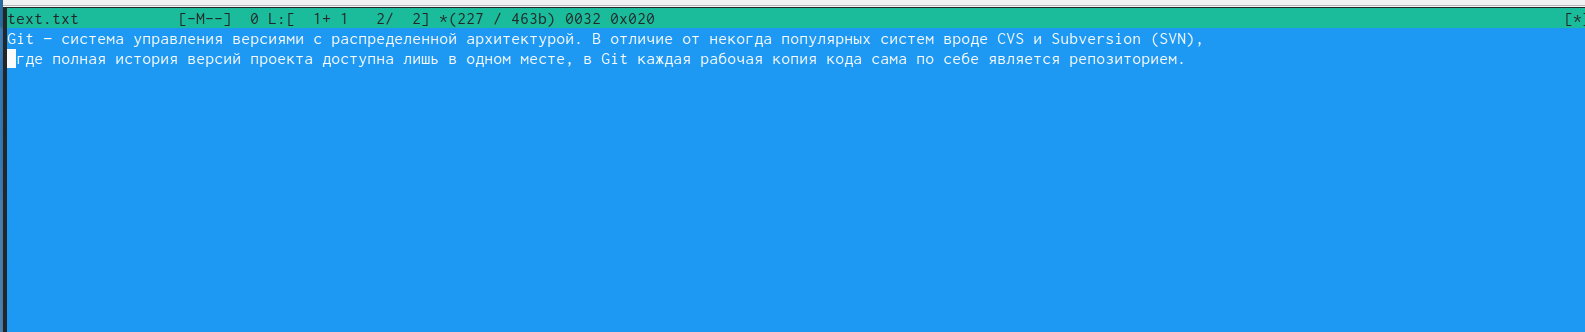 text.txt [-M--] 0 L:[ 1+ 1 2/ 2] *(227 / 463b) 0032 0x020 [*]
Git — система управления версиями с распределенной архитектурой. В отличие от некогда популярных систем вроде CVS и Subversion (SVN),
где полная история версий проекта доступна лишь в одном месте, в Git каждая рабочая копия кода сама по себе является репозиторием.